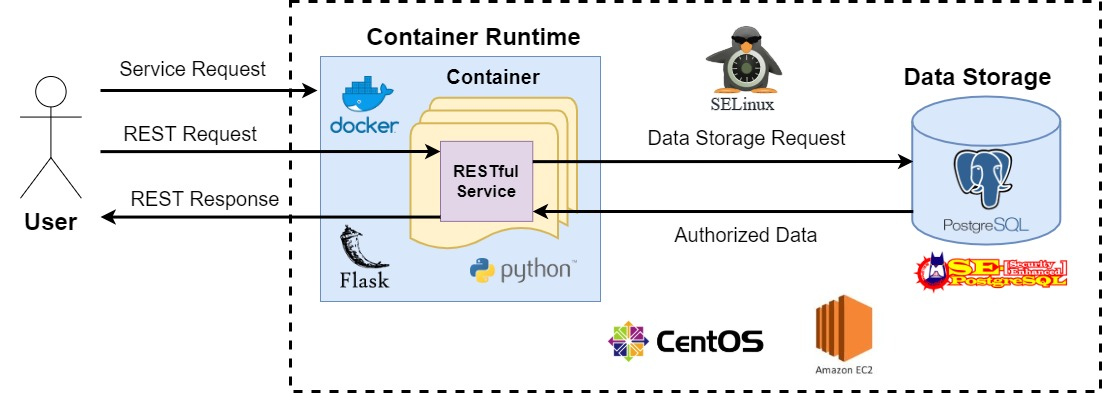 Container Runtime
Service Request
Container
SELinux
Data Storage
docker
REST Request
Data Storage Request
RESTful
Service
REST Response
User
PostgreSQL
Authorized Data
Flask
python™
SE-[Security
Enhanced]
PostgreSQL
CentOS
Amazon EC2